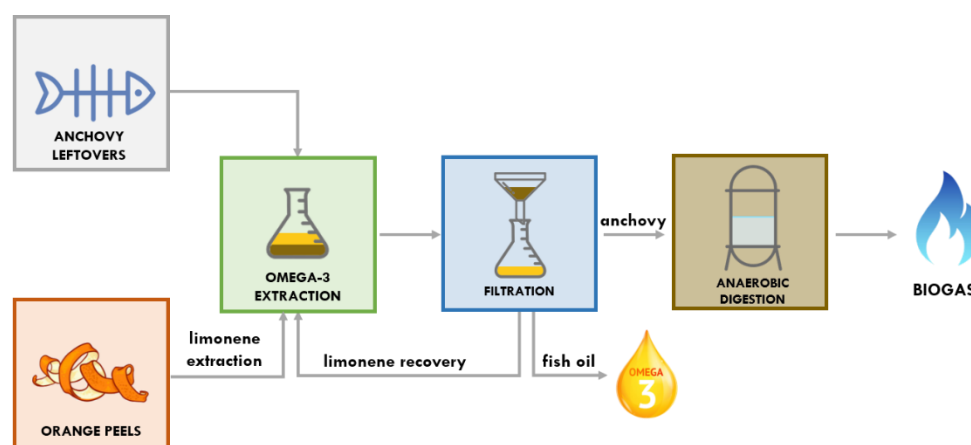 ANCHOVY
LEFTOVERS
OMEGA-3
EXTRACTION
FILTRATION
anchovy
ANAEROBIC
DIGESTION
BIOGAS
limonene
extraction
limonene recovery
fish oil
OMEGA
3
ORANGE PEELS